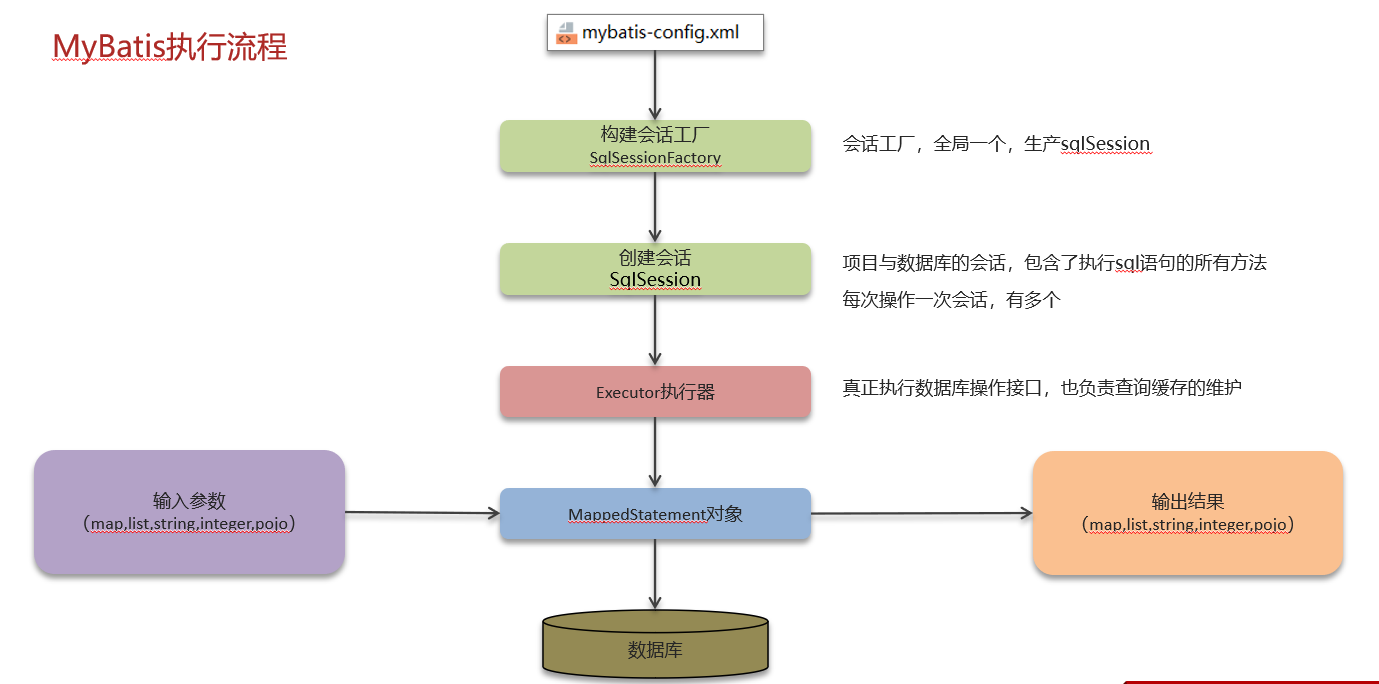 MyBatis执行流程
mybatis-config.xml
构建会话工厂
SqlSessionFactory
会话工厂，全局一个，生产sqlSession
创建会话
SqlSession
项目与数据库的会话，包含了执行sql语句的所有方法
每次操作一次会话，有多个
Executor执行器
真正执行数据库操作接口，也负责查询缓存的维护
输入参数
（map,list,string,integer,pojo）
MappedStatement对象
输出结果
（map,list,string,integer,pojo）
数据库